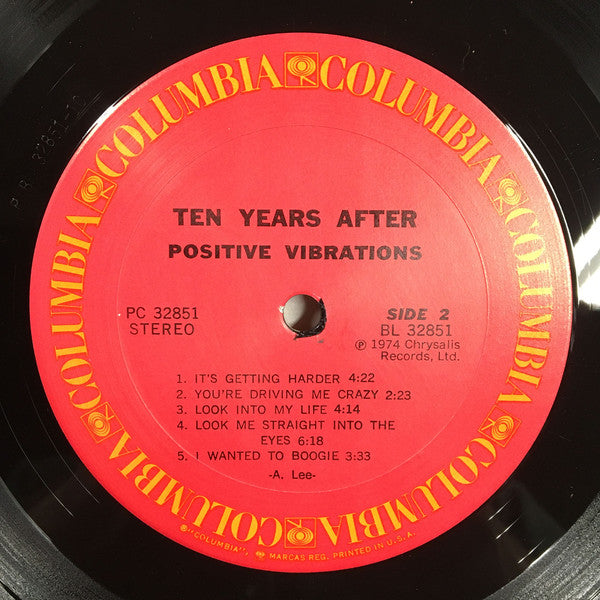 COLUMBIA COLUMBIA COLUMBIA COLUMBIA COLUMBIA COLUMBIA
TEN YEARS AFTER
POSITIVE VIBRATIONS
PC 32851
STEREO
SIDE 2
BL 32851
℗ 1974 Chrysalis
Records, Ltd.
1. IT'S GETTING HARDER 4:22
2. YOU'RE DRIVING ME CRAZY 2:23
3. LOOK INTO MY LIFE 4:14
4. LOOK ME STRAIGHT INTO THE
EYES 6:18
5. I WANTED TO BOOGIE 3:33
-A. Lee-
®"COLUMBIA", MARCAS REG. PRINTED IN U.S.A.